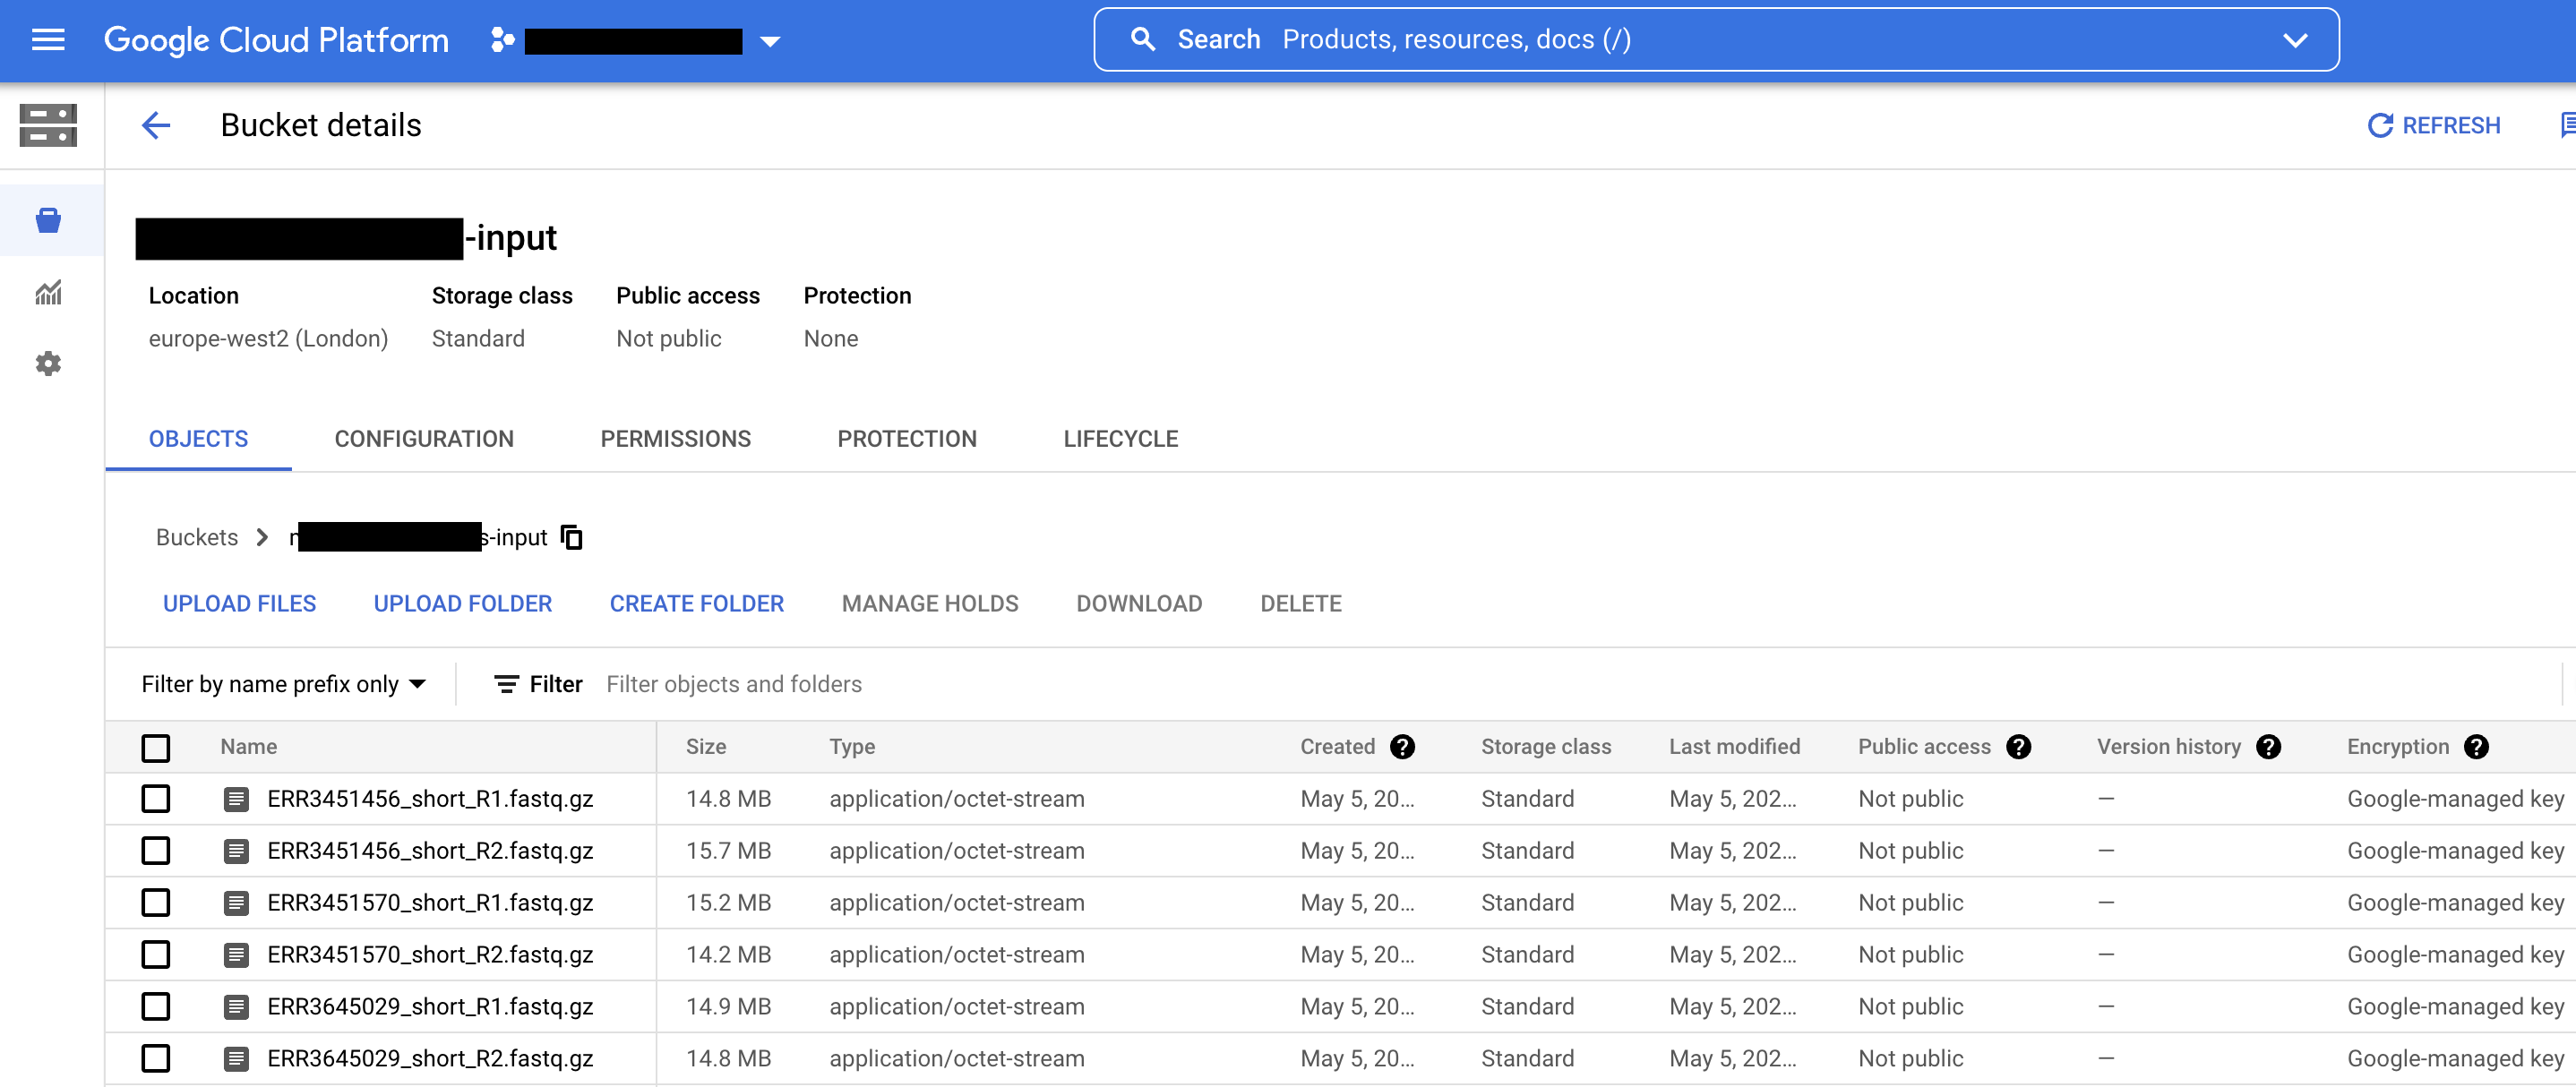 Google Cloud Platform Search Products, resources, docs (/)
Bucket details REFRESH
-input
Location Storage class Public access Protection
europe-west2 (London) Standard Not public None
OBJECTS CONFIGURATION PERMISSIONS PROTECTION LIFECYCLE
Buckets n s-input
UPLOAD FILES UPLOAD FOLDER CREATE FOLDER MANAGE HOLDS DOWNLOAD DELETE
Filter by name prefix only Filter Filter objects and folders
Name Size Type Created ? Storage class Last modified Public access ? Version history ? Encryption ?
ERR3451456_short_R1.fastq.gz 14.8 MB application/octet-stream May 5, 20... Standard May 5, 202... Not public — Google-managed key
ERR3451456_short_R2.fastq.gz 15.7 MB application/octet-stream May 5, 20... Standard May 5, 202... Not public — Google-managed key
ERR3451570_short_R1.fastq.gz 15.2 MB application/octet-stream May 5, 20... Standard May 5, 202... Not public — Google-managed key
ERR3451570_short_R2.fastq.gz 14.2 MB application/octet-stream May 5, 20... Standard May 5, 202... Not public — Google-managed key
ERR3645029_short_R1.fastq.gz 14.9 MB application/octet-stream May 5, 20... Standard May 5, 202... Not public — Google-managed key
ERR3645029_short_R2.fastq.gz 14.8 MB application/octet-stream May 5, 20... Standard May 5, 202... Not public — Google-managed key